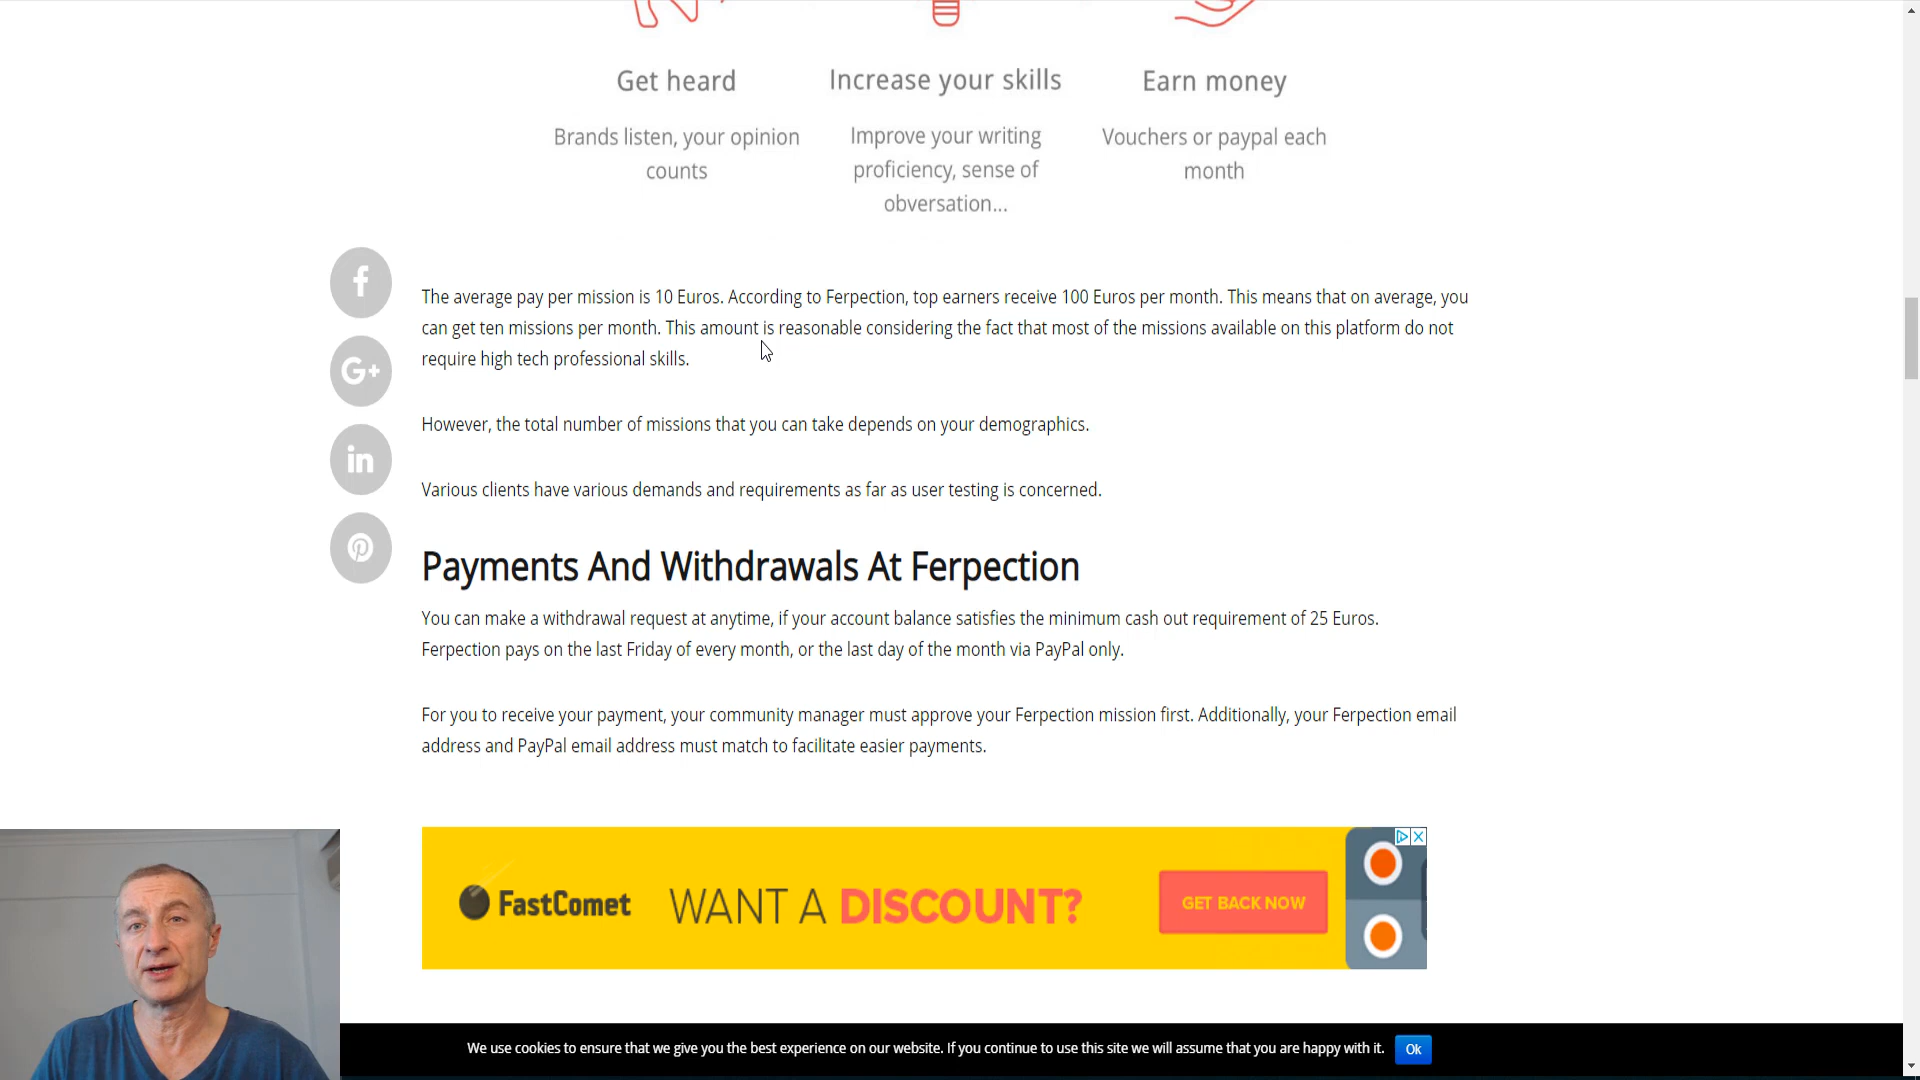 Get heard
Increase your skills
Earn money
Brands listen, your opinion
counts
Improve your writing
proficiency, sense of
obversation...
Vouchers or paypal each
month
The average pay per mission is 10 Euros. According to Ferpection, top earners receive 100 Euros per month. This means that on average, you
can get ten missions per month. This amount is reasonable considering the fact that most of the missions available on this platform do not
require high tech professional skills.
However, the total number of missions that you can take depends on your demographics.
Various clients have various demands and requirements as far as user testing is concerned.
Payments And Withdrawals At Ferpection
You can make a withdrawal request at anytime, if your account balance satisfies the minimum cash out requirement of 25 Euros.
Ferpection pays on the last Friday of every month, or the last day of the month via PayPal only.
For you to receive your payment, your community manager must approve your Ferpection mission first. Additionally, your Ferpection email
address and PayPal email address must match to facilitate easier payments.
FastComet WANT A DISCOUNT? GET BACK NOW
We use cookies to ensure that we give you the best experience on our website. If you continue to use this site we will assume that you are happy with it. Ok